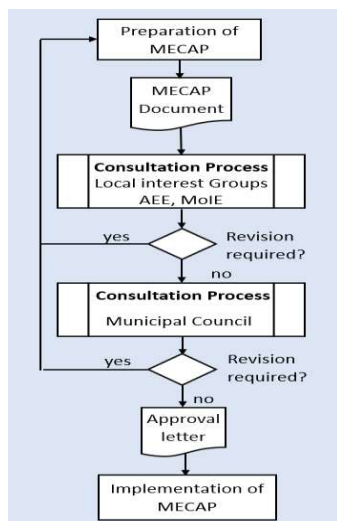 Preparation of
MECAP
MECAP
Document
Consultation Process
Local interest Groups
AEE, MoIE
yes
Revision
required?
no
Consultation Process
Municipal Council
yes
Revision
required?
no
Approval
letter
Implementation of
MECAP